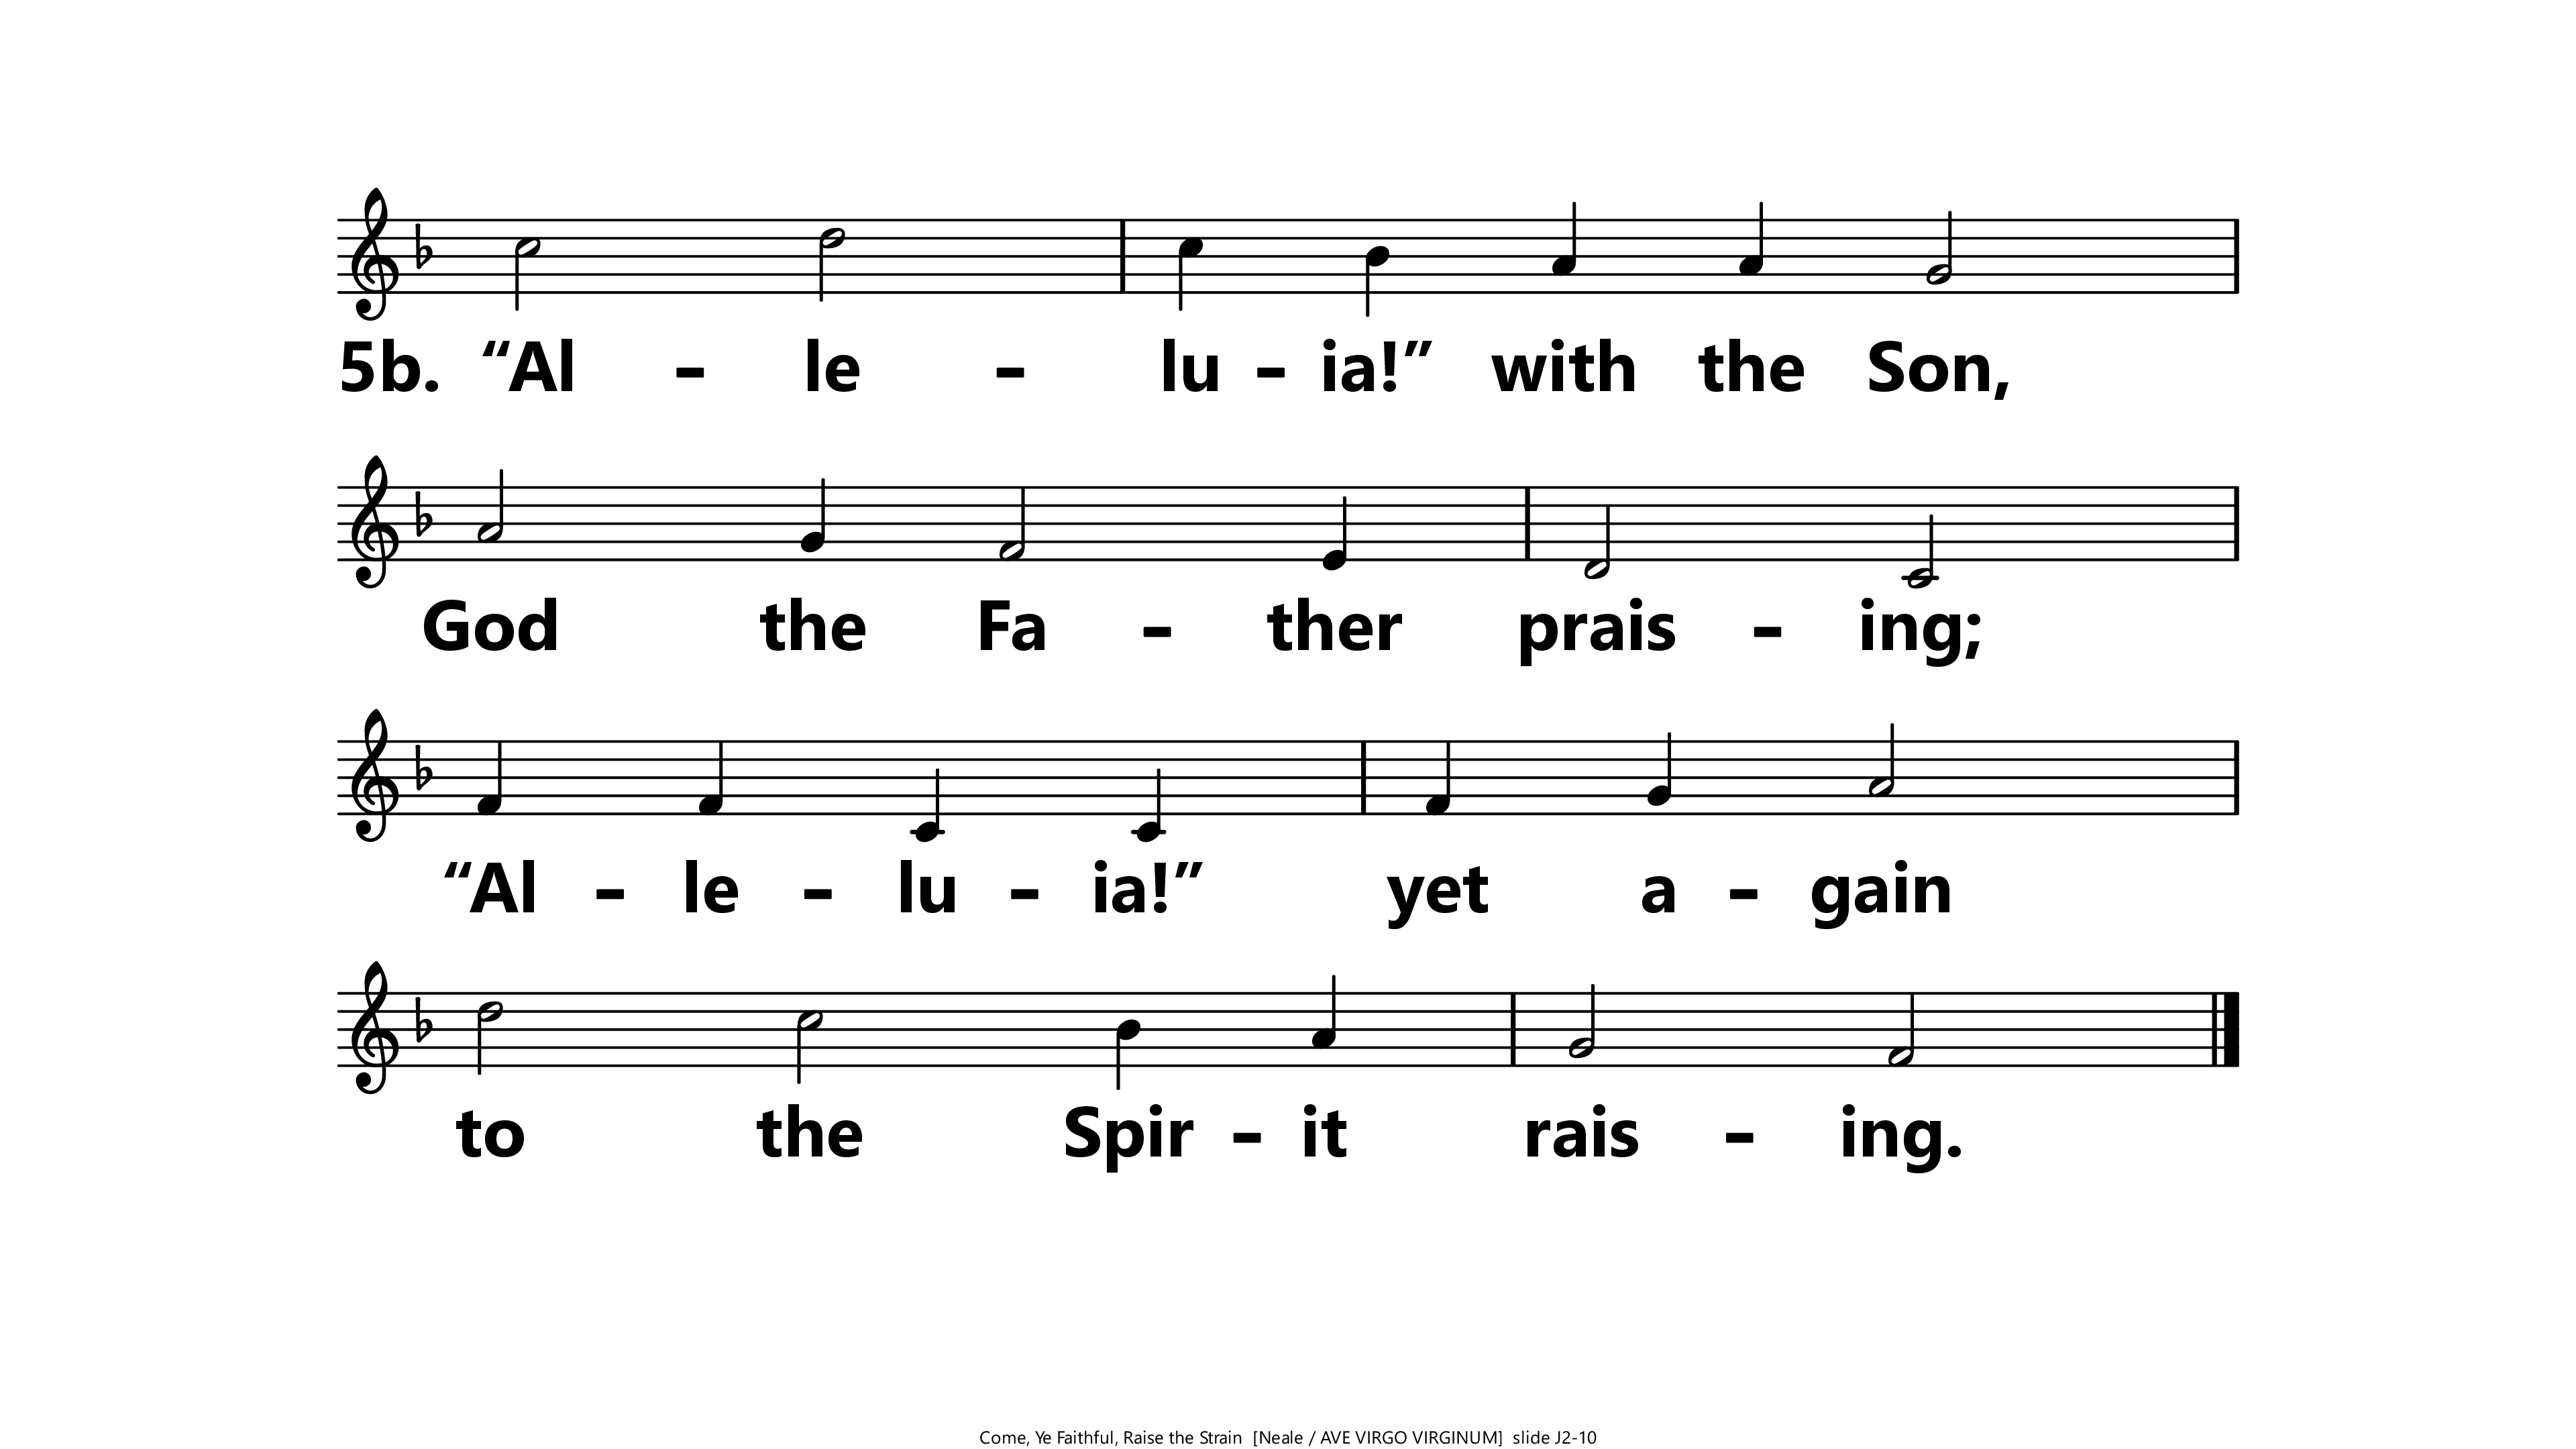 5b. “Al - le - lu - ia!” with the Son,
God the Fa - ther prais - ing;
“Al - le - lu - ia!” yet a - gain
to the Spir - it rais - ing.
Come, Ye Faithful, Raise the Strain [Neale / AVE VIRGO VIRGINUM] slide J2-10